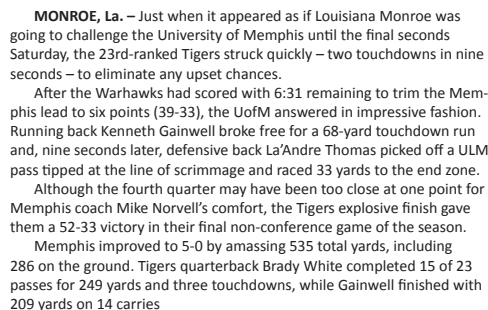 MONROE, La. – Just when it appeared as if Louisiana Monroe was
going to challenge the University of Memphis until the final seconds
Saturday, the 23rd-ranked Tigers struck quickly – two touchdowns in nine
seconds – to eliminate any upset chances.
After the Warhawks had scored with 6:31 remaining to trim the Mem-
phis lead to six points (39-33), the UofM answered in impressive fashion.
Running back Kenneth Gainwell broke free for a 68-yard touchdown run
and, nine seconds later, defensive back La'Andre Thomas picked off a ULM
pass tipped at the line of scrimmage and raced 33 yards to the end zone.
Although the fourth quarter may have been too close at one point for
Memphis coach Mike Norvell's comfort, the Tigers explosive finish gave
them a 52-33 victory in their final non-conference game of the season.
Memphis improved to 5-0 by amassing 535 total yards, including
286 on the ground. Tigers quarterback Brady White completed 15 of 23
passes for 249 yards and three touchdowns, while Gainwell finished with
209 yards on 14 carries